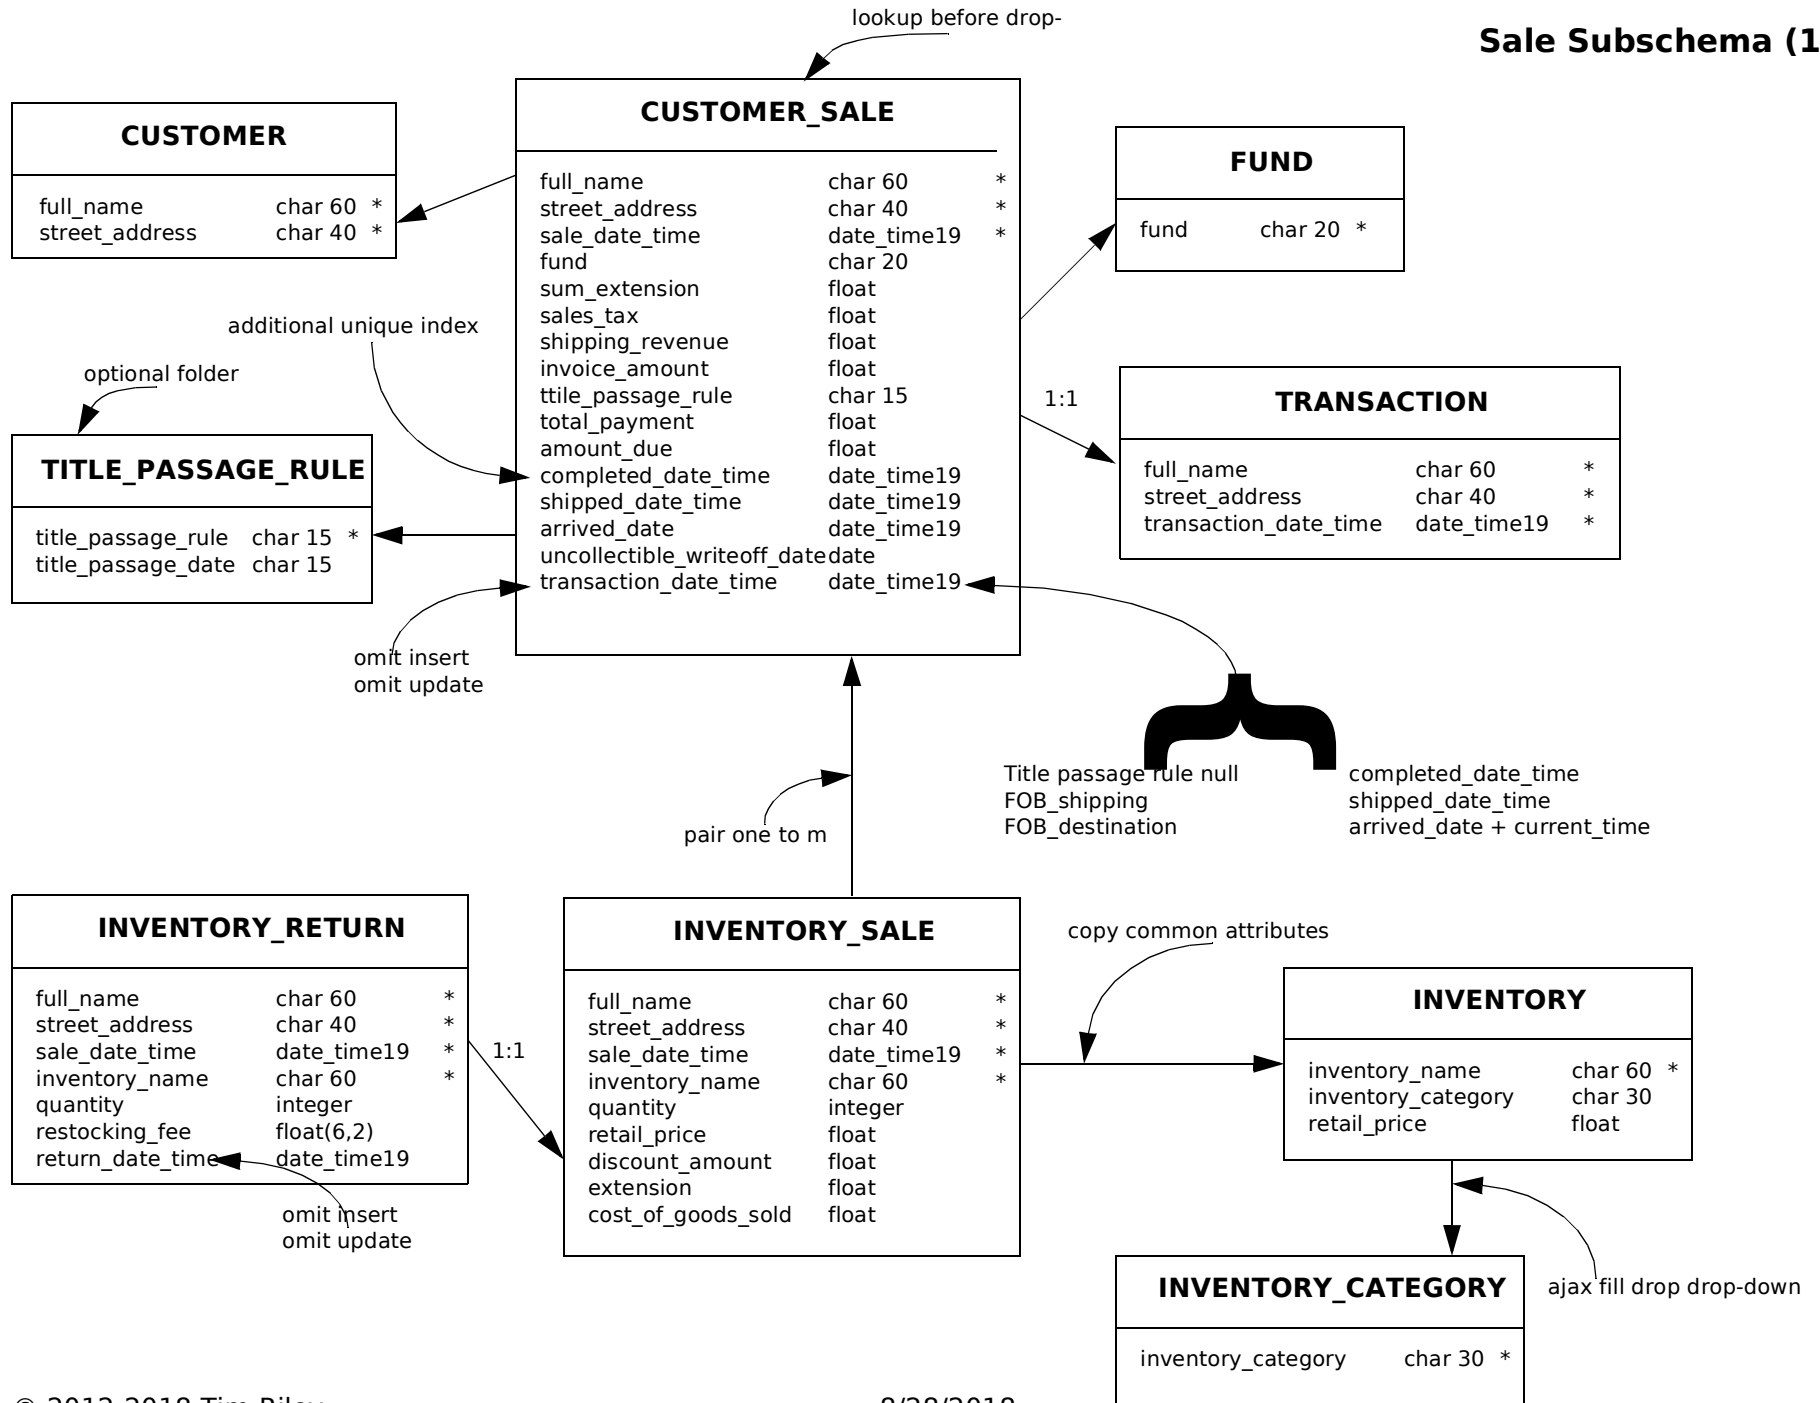 lookup before drop-
Sale Subschema (1
CUSTOMER
full_name char 60 *
street_address char 40 *
CUSTOMER_SALE
full_name char 60 *
street_address char 40 *
sale_date_time date_time19 *
fund char 20
sum_extension float
sales_tax float
shipping_revenue float
invoice_amount float
ttile_passage_rule char 15
total_payment float
amount_due float
completed_date_time date_time19
shipped_date_time date_time19
arrived_date date_time19
uncollectible_writeoff_date date
transaction_date_time date_time19
FUND
fund char 20 *
additional unique index
optional folder
1:1
TRANSACTION
full_name char 60 *
street_address char 40 *
transaction_date_time date_time19 *
TITLE_PASSAGE_RULE
title_passage_rule char 15 *
title_passage_date char 15
omit insert
omit update
{
Title passage rule null completed_date_time
FOB_shipping shipped_date_time
FOB_destination arrived_date + current_time
pair one to m
INVENTORY_RETURN
full_name char 60 *
street_address char 40 *
sale_date_time date_time19 *
inventory_name char 60 *
quantity integer
restocking_fee float(6,2)
return_date_time date_time19
omit insert
omit update
1:1
INVENTORY_SALE
full_name char 60 *
street_address char 40 *
sale_date_time date_time19 *
inventory_name char 60 *
quantity integer
retail_price float
discount_amount float
extension float
cost_of_goods_sold float
copy common attributes
INVENTORY
inventory_name char 60 *
inventory_category char 30
retail_price float
ajax fill drop drop-down
INVENTORY_CATEGORY
inventory_category char 30 *
© 2012-2018 Tim Riley
8/28/2018